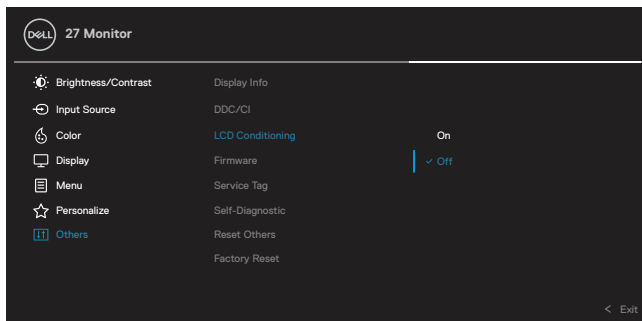 DELL 27 Monitor
Brightness/Contrast Display Info
Input Source DDC/CI
Color LCD Conditioning On
Display Firmware ✓ Off
Menu Service Tag
Personalize Self-Diagnostic
Others Reset Others
Factory Reset
< Exit